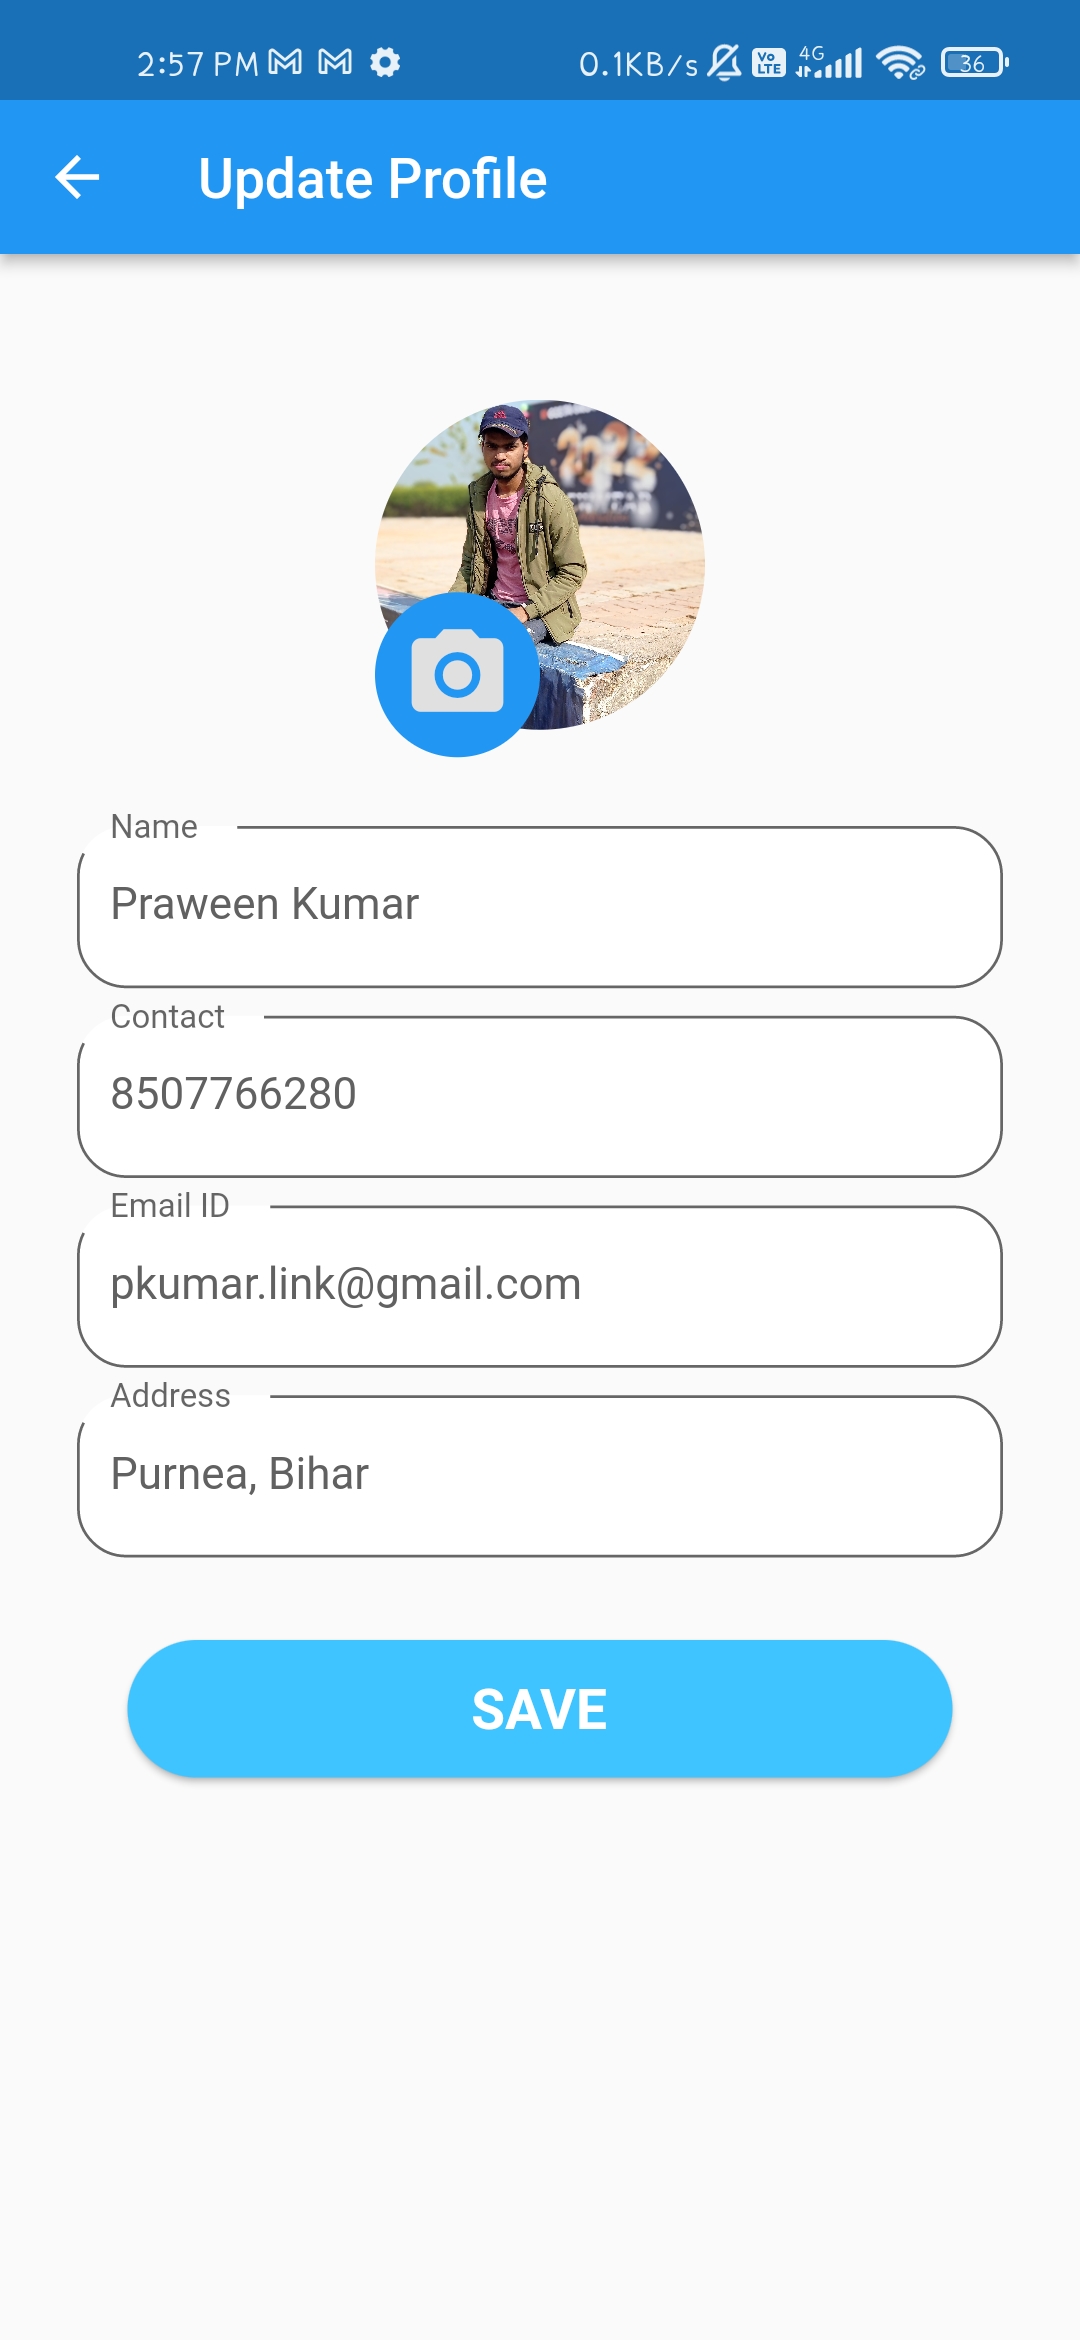 2:57 PM 0.1KB/s Vo LTE 4G 36
Update Profile
Name
Praween Kumar
Contact
8507766280
Email ID
pkumar.link@gmail.com
Address
Purnea, Bihar
SAVE